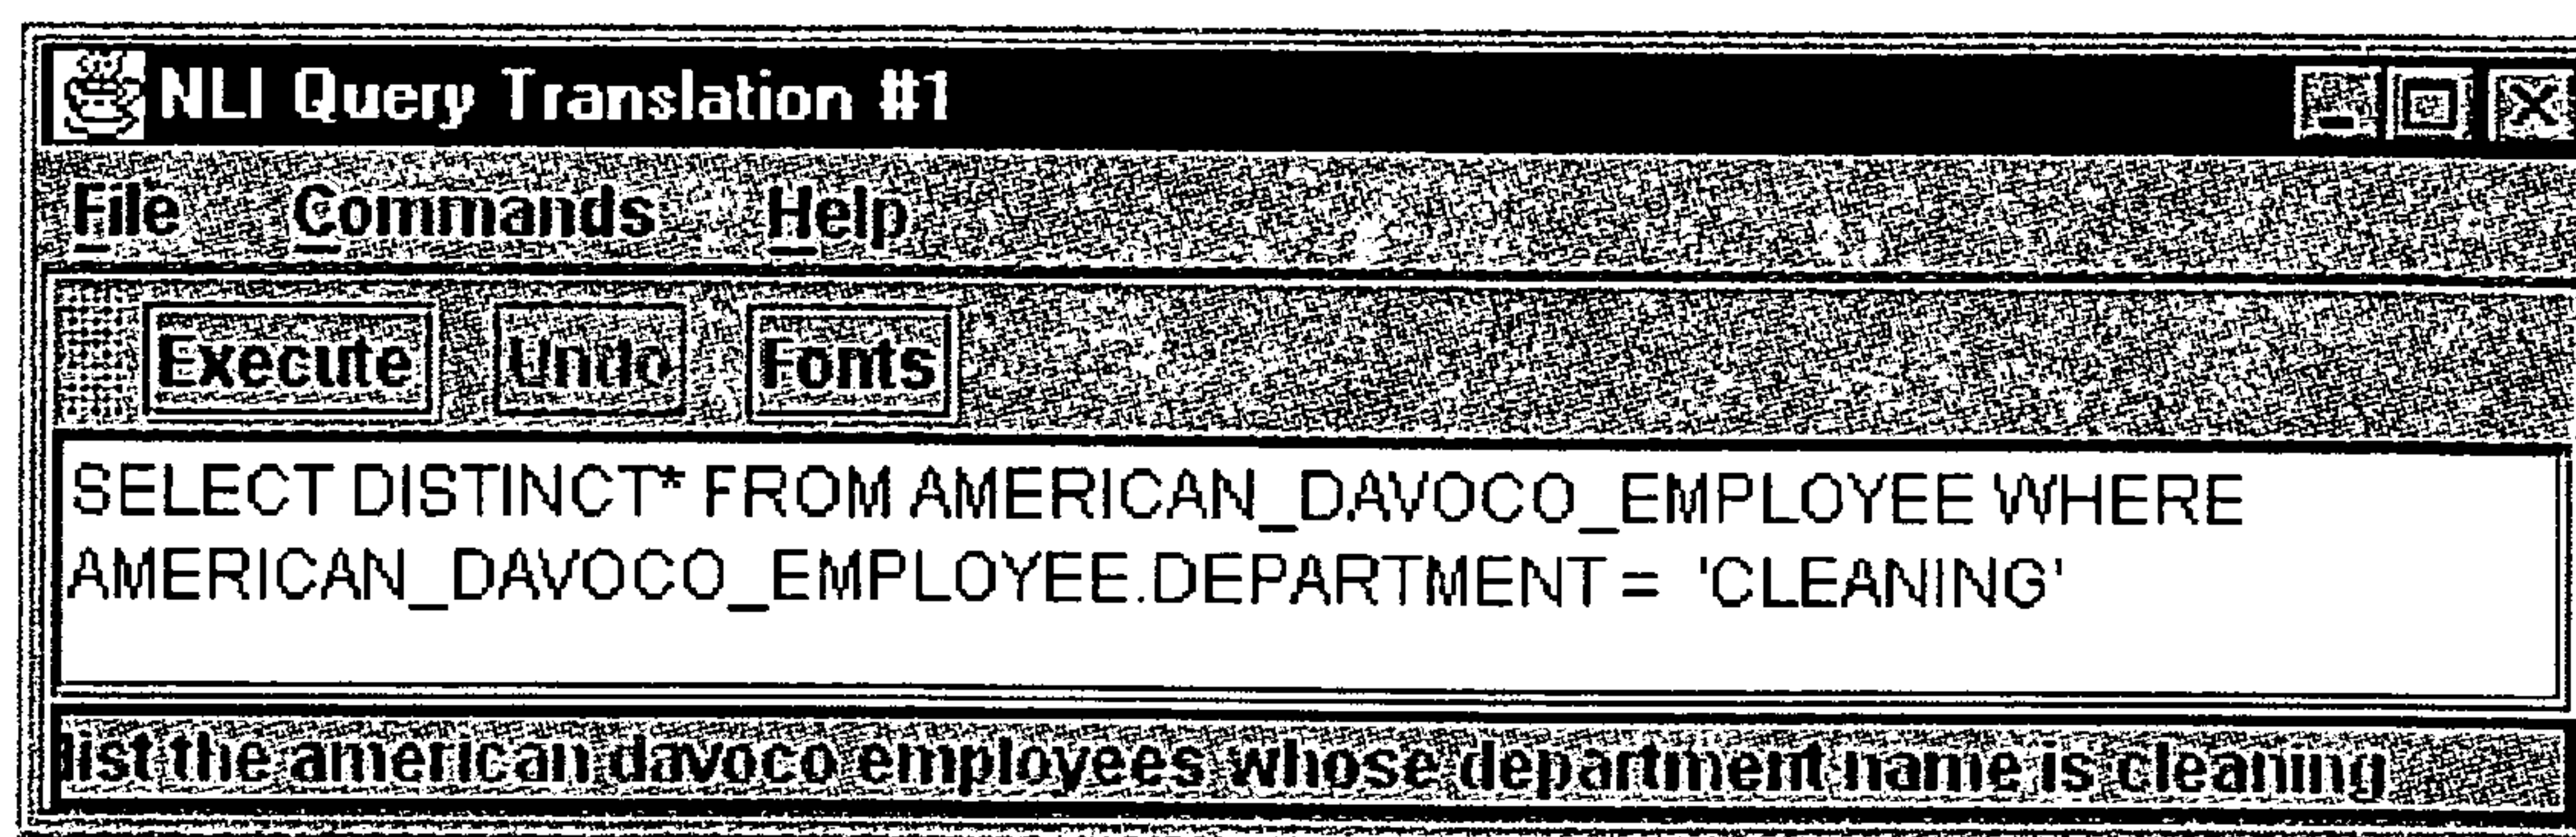 NLI Query Translation #1
File Commands Help
Execute Undo Fonts
SELECT DISTINCT* FROM AMERICAN_DAVOCO_EMPLOYEE WHERE
AMERICAN_DAVOCO_EMPLOYEE.DEPARTMENT = 'CLEANING'
list the american davoco employees whose department name is cleaning